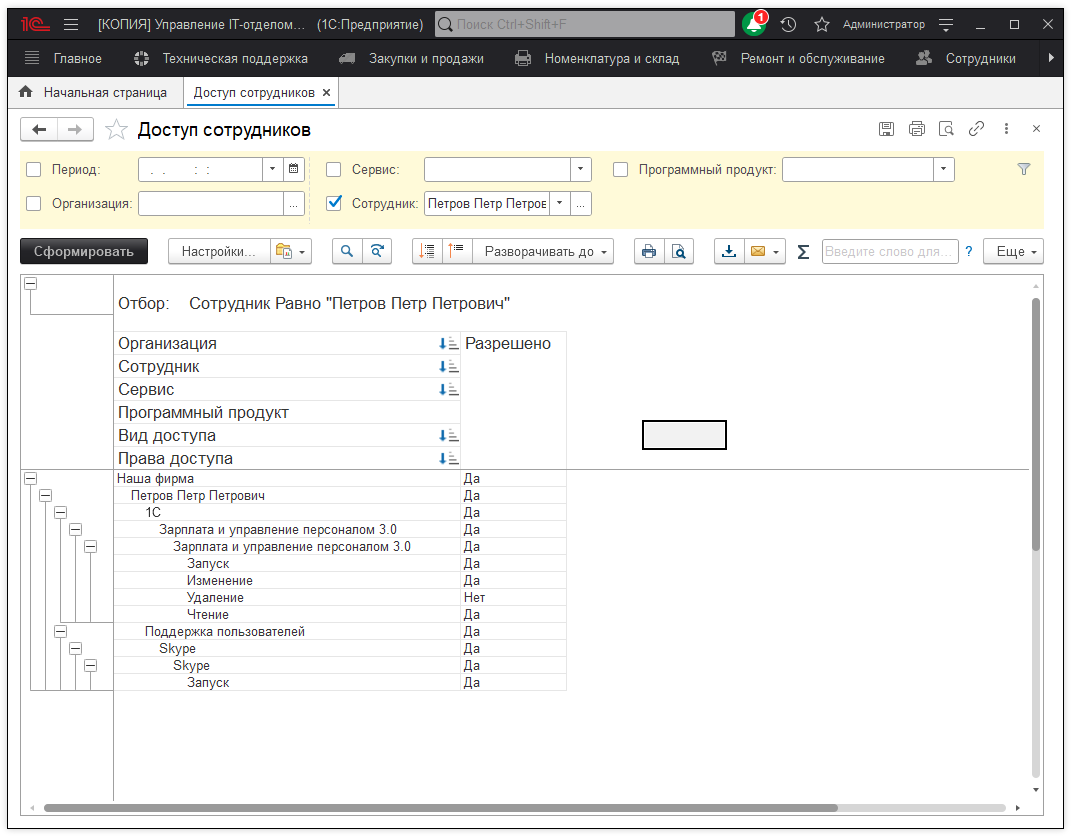 1С [КОПИЯ] Управление IT-отделом... (1С:Предприятие) Поиск Ctrl+Shift+F 1 Администратор
Главное Техническая поддержка Закупки и продажи Номенклатура и склад Ремонт и обслуживание Сотрудники
Начальная страница Доступ сотрудников ×
Доступ сотрудников
Период: . . : : Сервис: Программный продукт:
Организация: ... Сотрудник: Петров Петр Петров ...
Сформировать Настройки... Разворачивать до Σ Введите слово для... ? Еще
Отбор: Сотрудник Равно "Петров Петр Петрович"
Организация Разрешено
Сотрудник
Сервис
Программный продукт
Вид доступа
Права доступа
Наша фирма Да
Петров Петр Петрович Да
1С Да
Зарплата и управление персоналом 3.0 Да
Зарплата и управление персоналом 3.0 Да
Запуск Да
Изменение Да
Удаление Нет
Чтение Да
Поддержка пользователей Да
Skype Да
Skype Да
Запуск Да